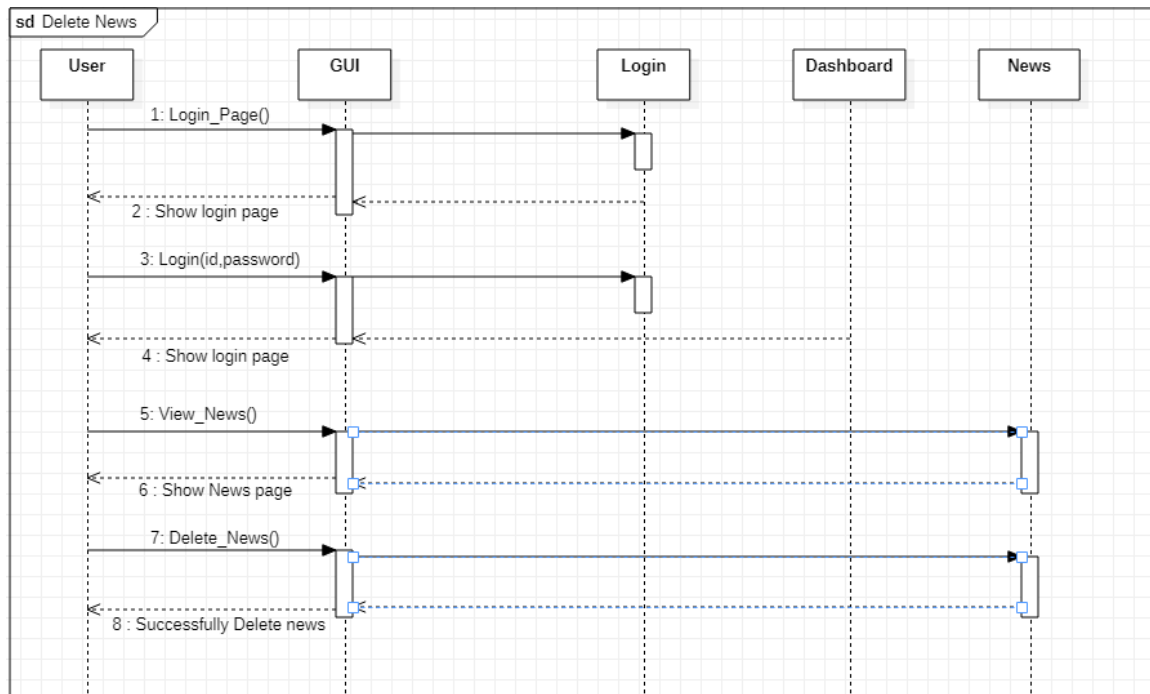 sd Delete News
User
GUI
Login
Dashboard
News
1: Login_Page()
2 : Show login page
3: Login(id,password)
4 : Show login page
5: View_News()
6 : Show News page
7: Delete_News()
8 : Successfully Delete news